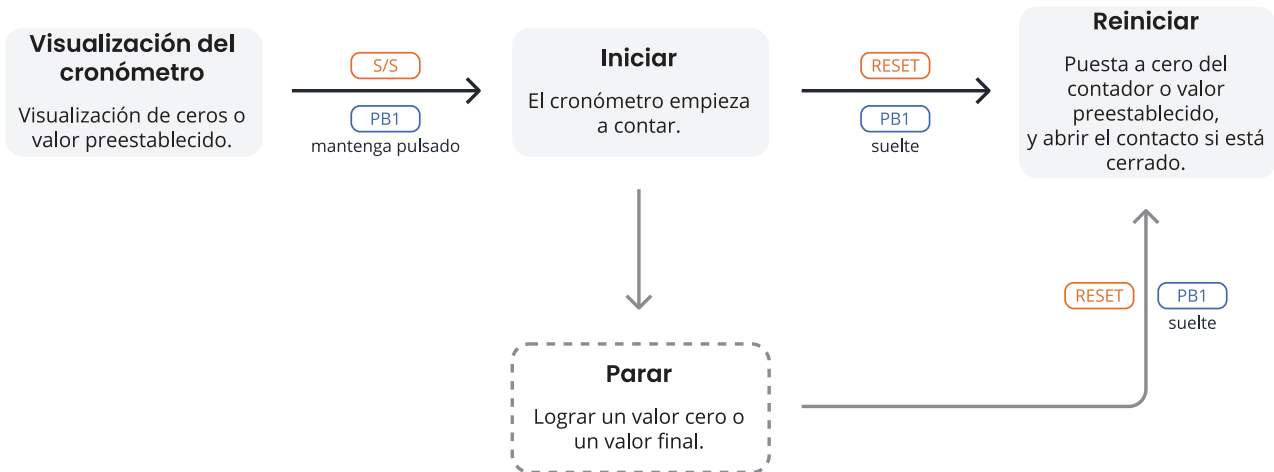 Visualización del
cronómetro
Visualización de ceros o
valor preestablecido.
S/S
PB1
mantenga pulsado
Iniciar
El cronómetro empieza
a contar.
RESET
PB1
suelte
Reiniciar
Puesta a cero del
contador o valor
preestablecido,
y abrir el contacto si está
cerrado.
RESET
PB1
suelte
Parar
Lograr un valor cero o
un valor final.